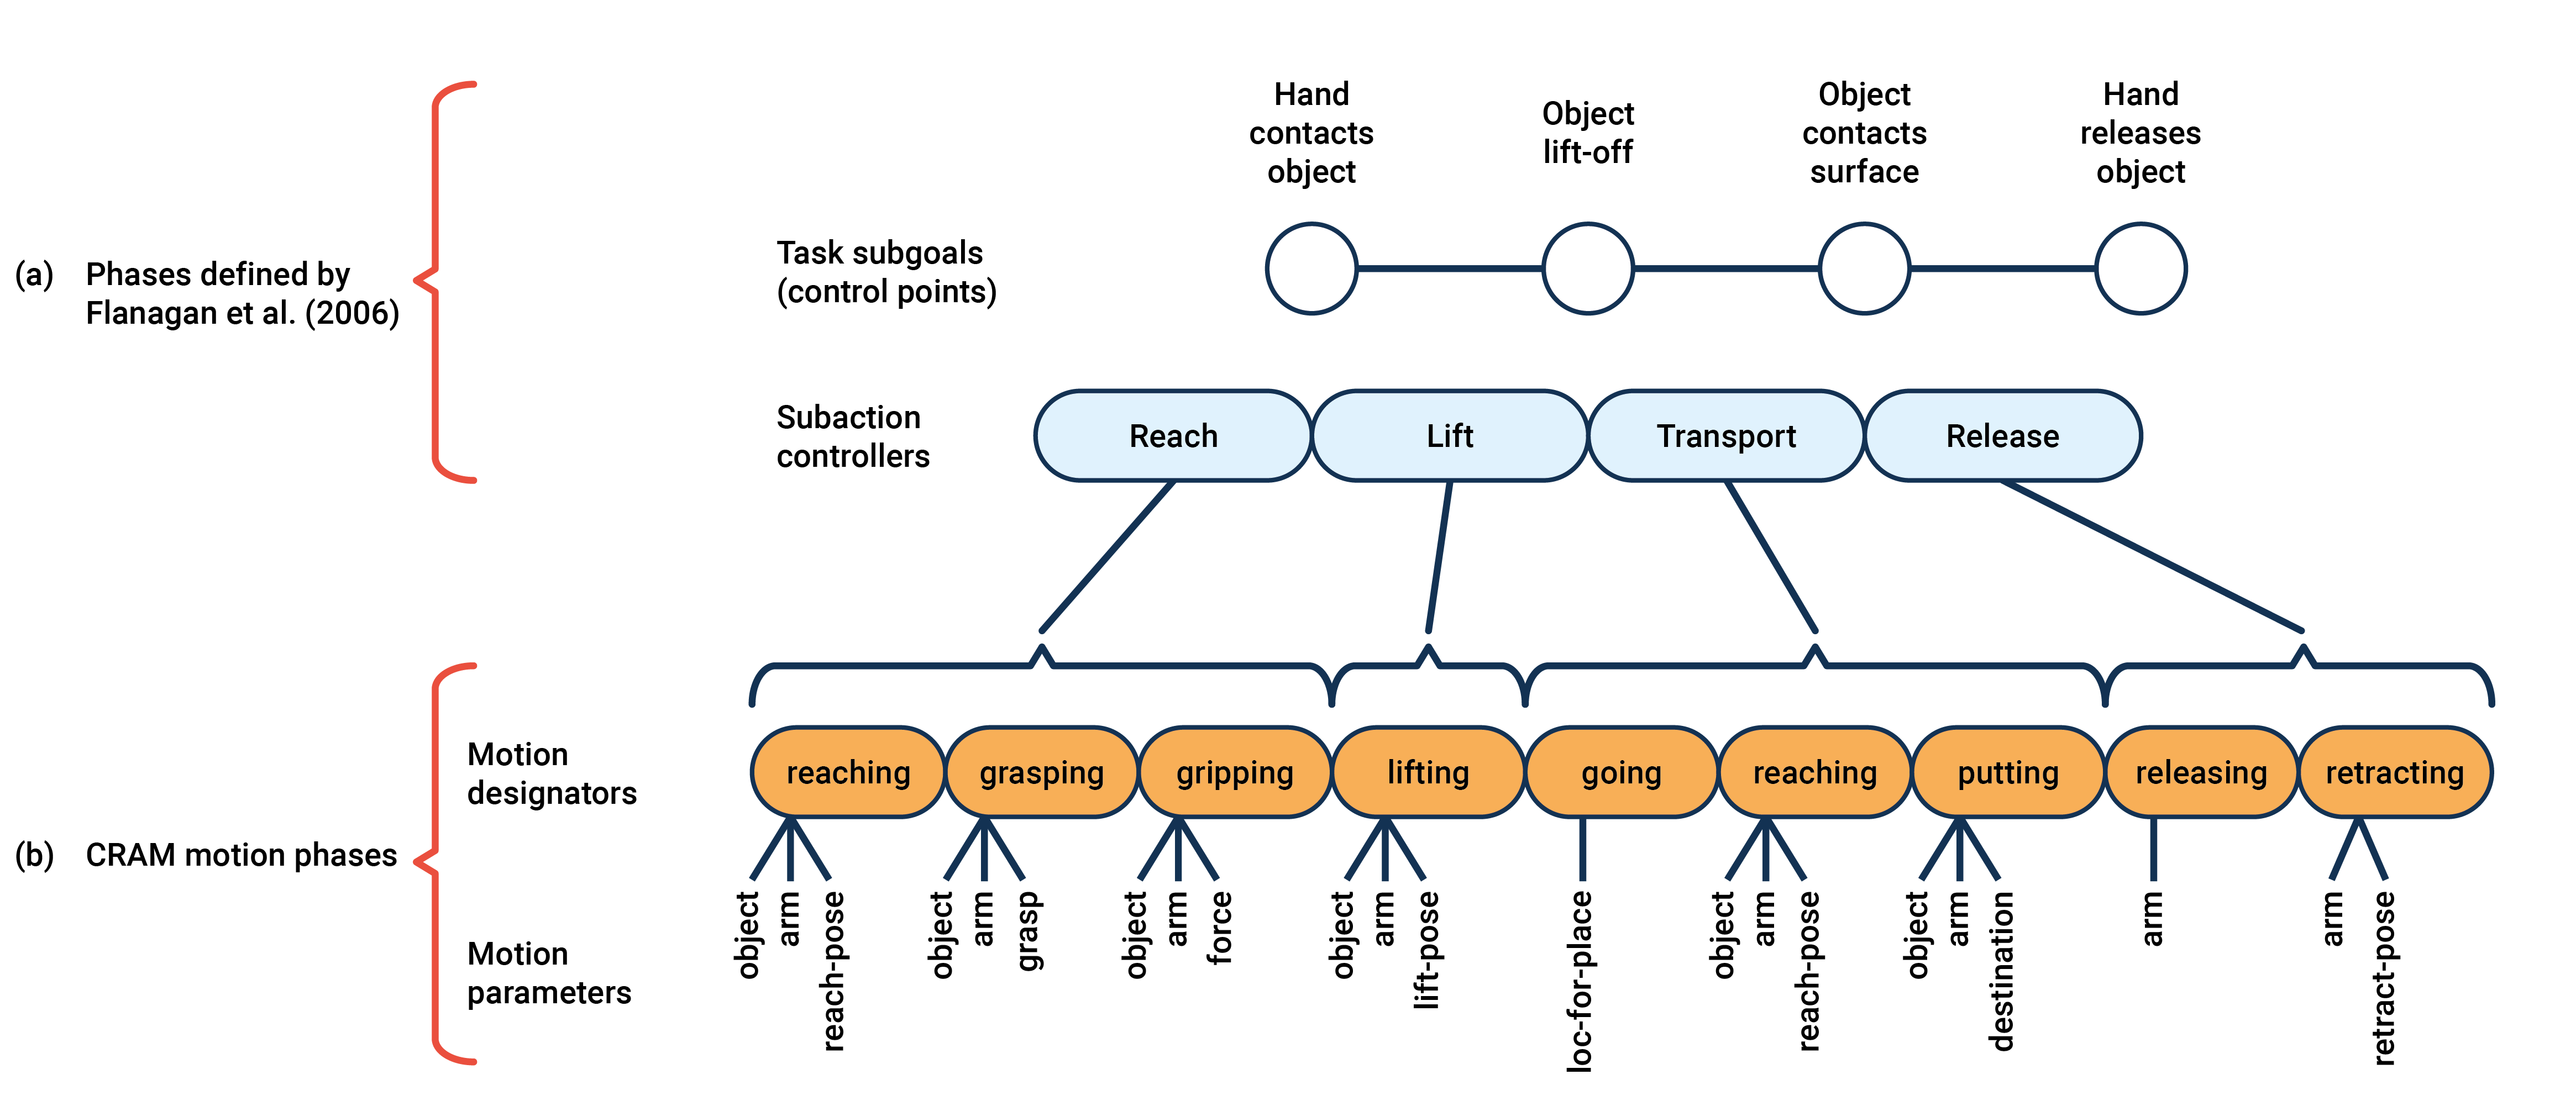 Hand
contacts
object
Object
lift-off
Object
contacts
surface
Hand
releases
object
(a) Phases defined by
Flanagan et al. (2006)
Task subgoals
(control points)
Subaction
controllers
Reach
Lift
Transport
Release
(b) CRAM motion phases
Motion
designators
reaching
grasping
gripping
lifting
going
reaching
putting
releasing
retracting
Motion
parameters
object
arm
reach-pose
object
arm
grasp
object
arm
force
object
arm
lift-pose
loc-for-place
object
arm
reach-pose
object
arm
destination
arm
arm
retract-pose